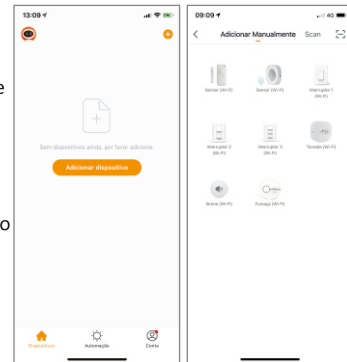 e
o
13:09
Sem dispositivos ainda, por favor adicione.
Adicionar dispositivo
Dispositivos
Automação
Conta
09:09
4G
Adicionar Manualmente
Scan
Sensor (Wi-Fi)
Sensor (Wi-Fi)
Interruptor 1
(Wi-Fi)
Interruptor 2
(Wi-Fi)
Interruptor 3
(Wi-Fi)
Tomada (Wi-Fi)
Sirene (Wi-Fi)
Fumaça (Wi-Fi)